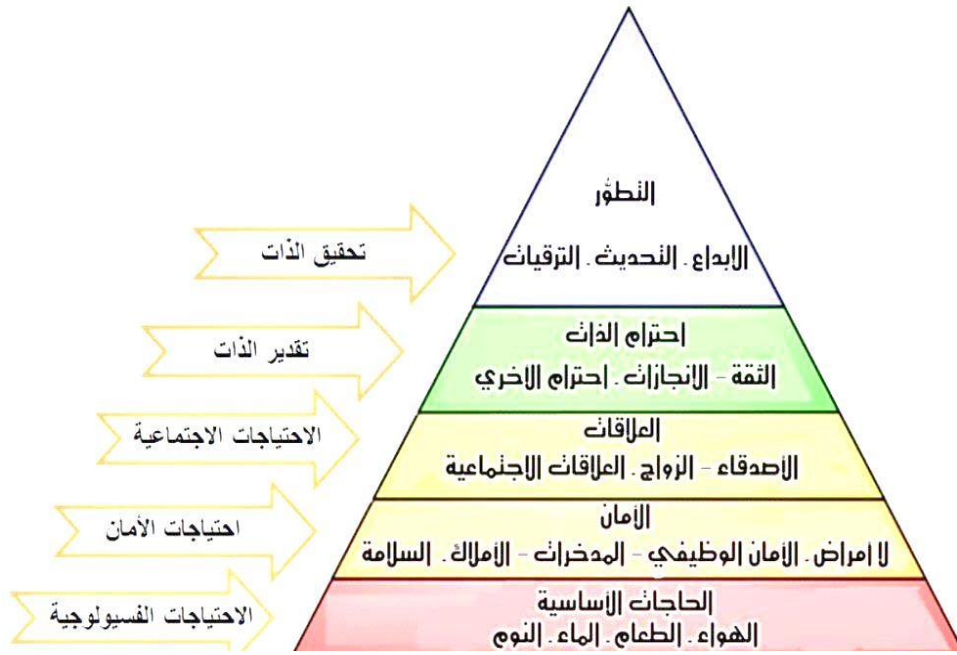 التطوُّر
تحقيق الذات
الابداع . التحديث . الترقيات
احترام الذات
تقدير الذات
الثقة - الانجازات . احترام الاخري
العلاقات
الاحتياجات الاجتماعية
الأصدقاء - الزواج . العلاقات الاجتماعية
الأمان
احتياجات الأمان
لا امراض . الأمان الوظيفي - المدخرات - الأملاك . السلامة
الحاجات الأساسية
الاحتياجات الفسيولوجية
الهواء . الطعام . الماء . النوم